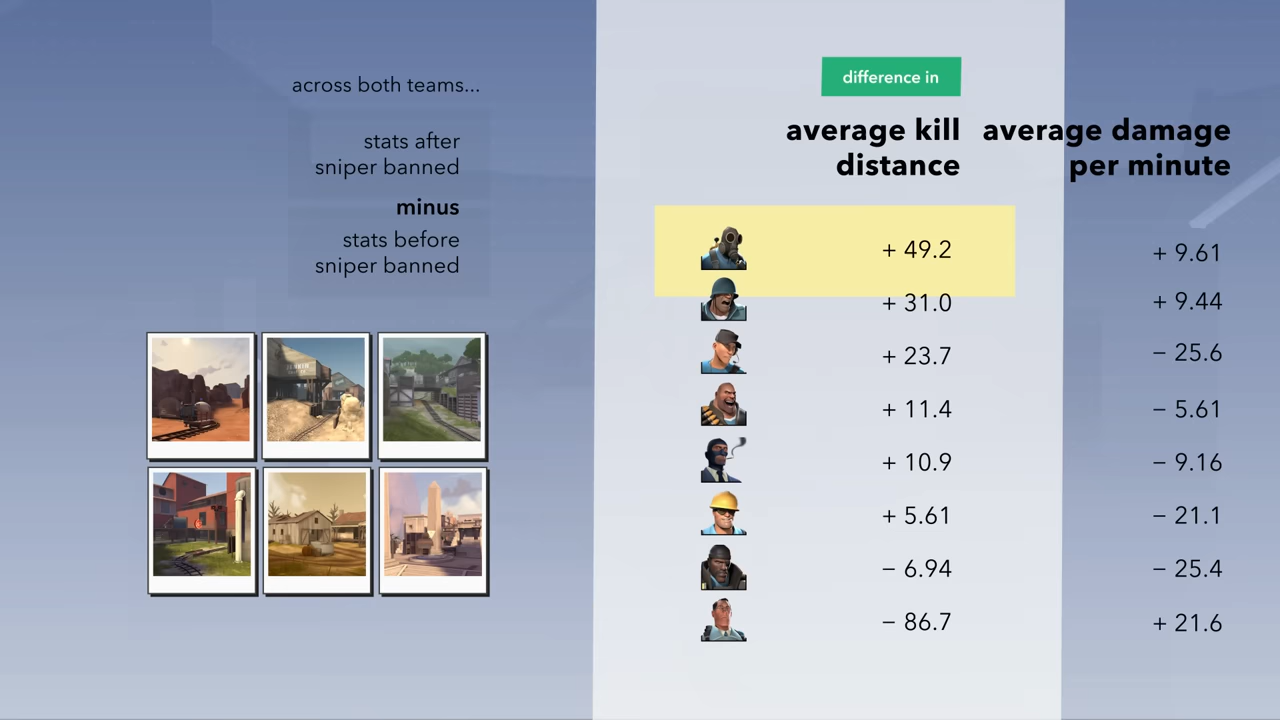 across both teams...
stats after
sniper banned
minus
stats before
sniper banned
difference in
average kill
distance
average damage
per minute
+ 49.2
+ 9.61
+ 31.0
+ 9.44
+ 23.7
− 25.6
+ 11.4
− 5.61
+ 10.9
− 9.16
+ 5.61
− 21.1
− 6.94
− 25.4
− 86.7
+ 21.6